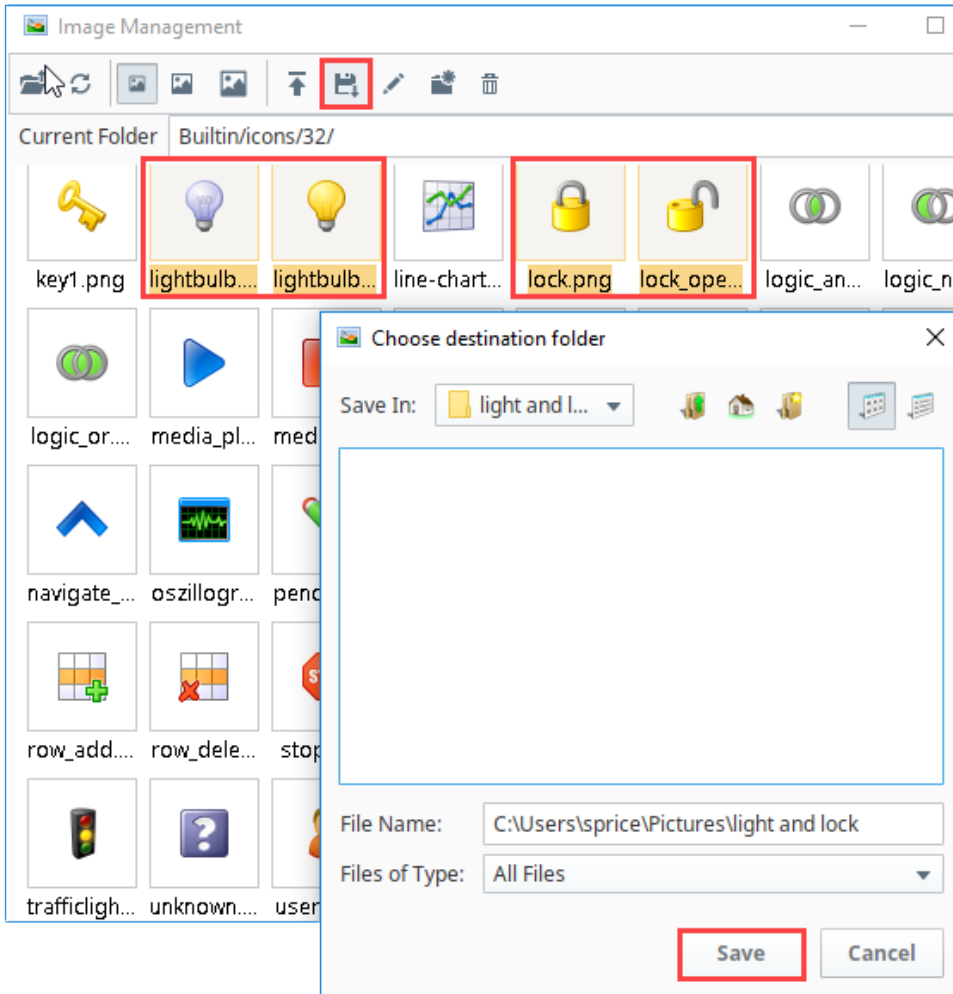 Image Management
Current Folder Builtin/icons/32/
key1.png lightbulb.... lightbulb... line-chart... lock.png lock_ope... logic_an... logic_n
Choose destination folder
Save In: light and l...
logic_or.... media_pl... med
navigate_... oszillogr... penc
row_add.... row_dele... stop
File Name: C:\Users\sprice\Pictures\light and lock
Files of Type: All Files
trafficligh... unknown.... user
Save Cancel